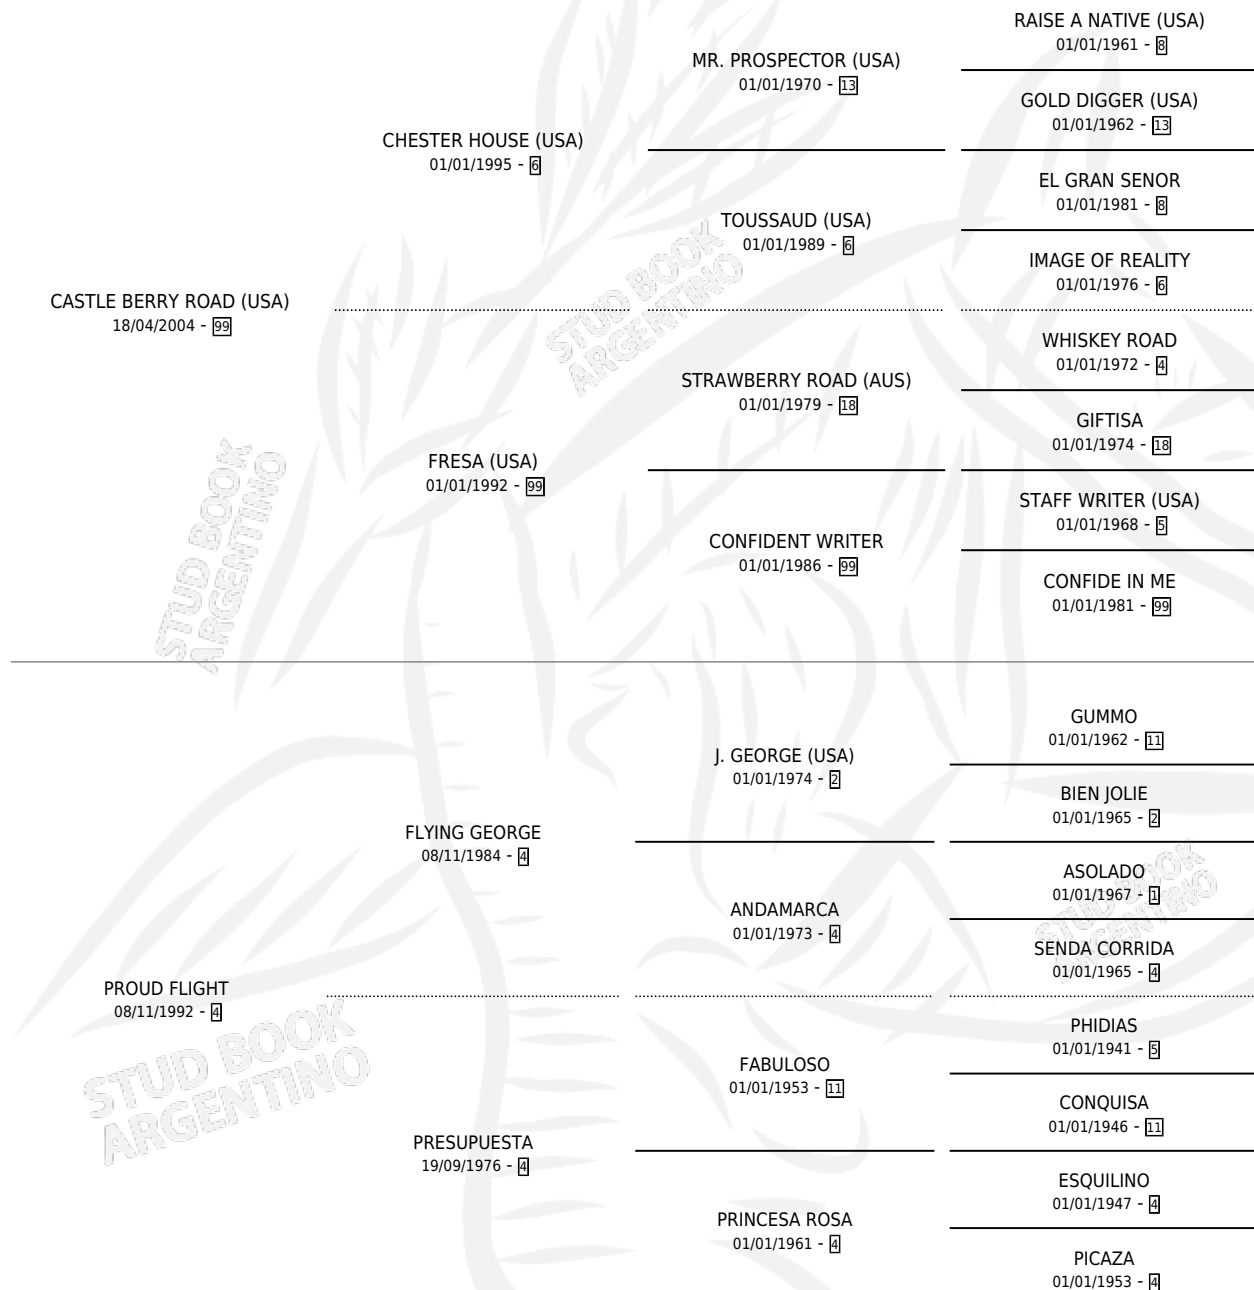 RAISE A NATIVE (USA)
01/01/1961 - 8
MR. PROSPECTOR (USA)
01/01/1970 - 13
GOLD DIGGER (USA)
01/01/1962 - 13
CHESTER HOUSE (USA)
01/01/1995 - 6
EL GRAN SENOR
01/01/1981 - 8
TOUSSAUD (USA)
01/01/1989 - 6
IMAGE OF REALITY
01/01/1976 - 6
CASTLE BERRY ROAD (USA)
18/04/2004 - 99
WHISKEY ROAD
01/01/1972 - 4
STRAWBERRY ROAD (AUS)
01/01/1979 - 18
GIFTISA
01/01/1974 - 18
FRESA (USA)
01/01/1992 - 99
STAFF WRITER (USA)
01/01/1968 - 5
CONFIDENT WRITER
01/01/1986 - 99
CONFIDE IN ME
01/01/1981 - 99
GUMMO
01/01/1962 - 11
J. GEORGE (USA)
01/01/1974 - 2
BIEN JOLIE
01/01/1965 - 2
FLYING GEORGE
08/11/1984 - 4
ASOLADO
01/01/1967 - 1
ANDAMARCA
01/01/1973 - 4
SENDA CORRIDA
01/01/1965 - 4
PROUD FLIGHT
08/11/1992 - 4
PHIDIAS
01/01/1941 - 5
FABULOSO
01/01/1953 - 11
CONQUISA
01/01/1946 - 11
PRESUPUESTA
19/09/1976 - 4
ESQUILINO
01/01/1947 - 4
PRINCESA ROSA
01/01/1961 - 4
PICAZA
01/01/1953 - 4
STUD BOOK
ARGENTINO
STUD BOOK
ARGENTINO
STUD BOOK
ARGENTINO
STUD BOOK
ARGENTINO